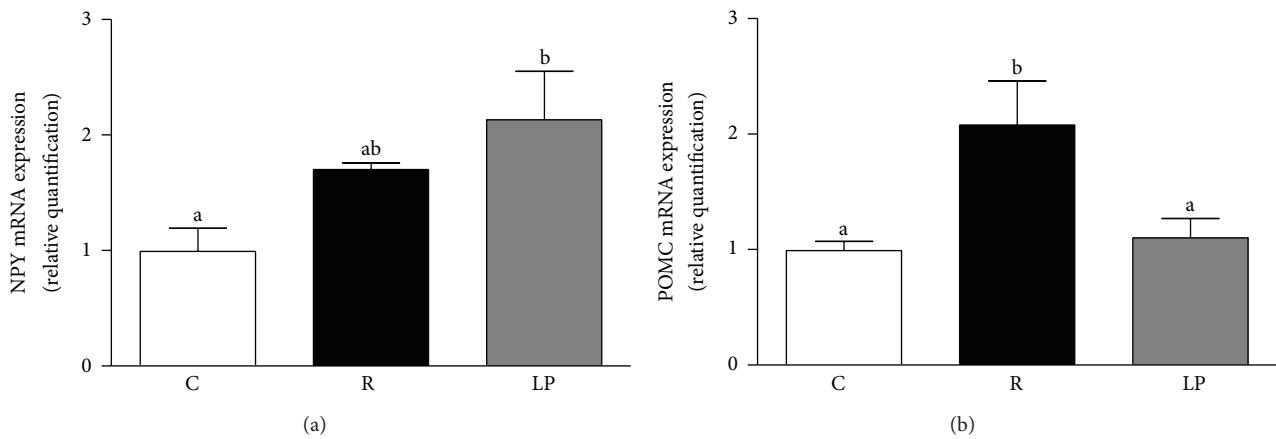 NPY mRNA expression
(relative quantification)
3
2
1
0
a
ab
b
C
R
LP
(a)
POMC mRNA expression
(relative quantification)
3
2
1
0
a
b
a
C
R
LP
(b)